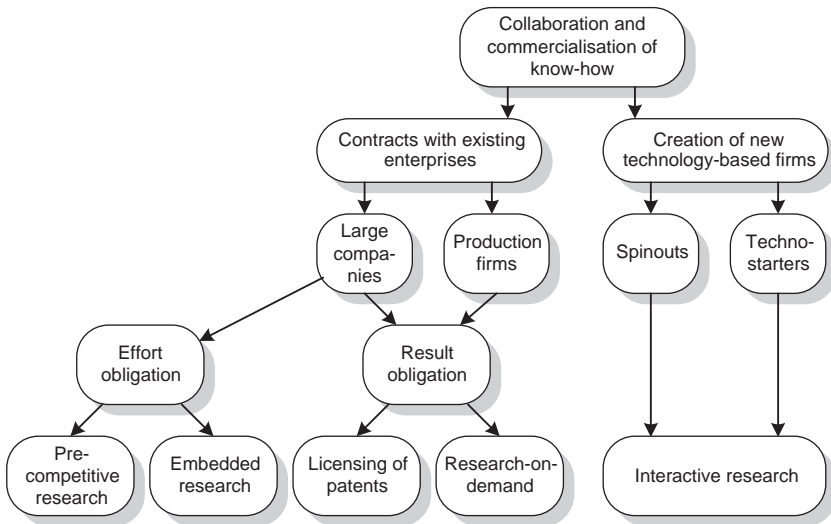 Collaboration and
commercialisation of
know-how
Contracts with existing
enterprises
Creation of new
technology-based firms
Large
compa-
nies
Production
firms
Spinouts
Techno-
starters
Effort
obligation
Result
obligation
Pre-
competitive
research
Embedded
research
Licensing of
patents
Research-on-
demand
Interactive research